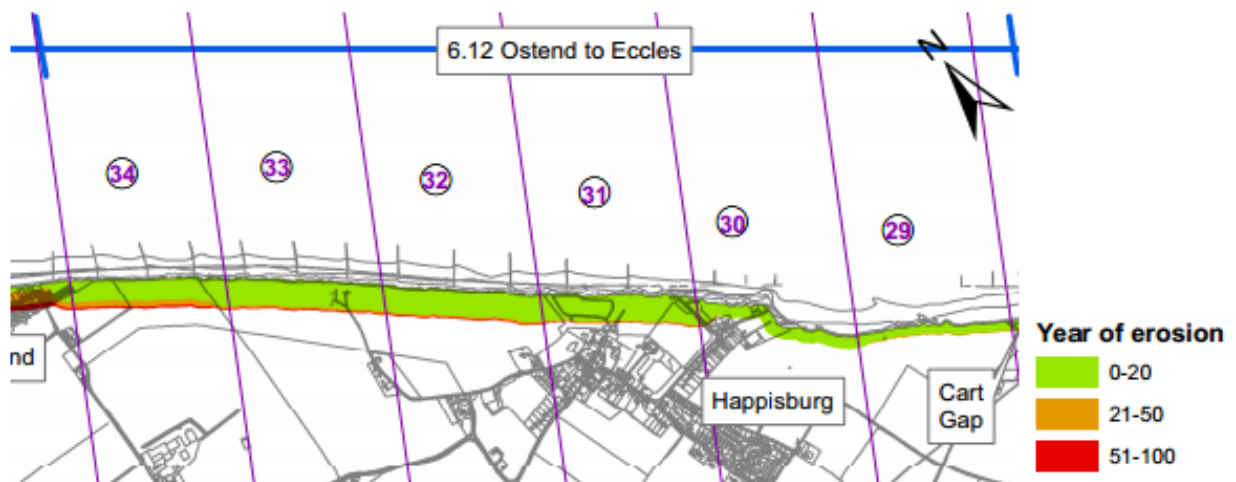 6.12 Ostend to Eccles
N
34
33
32
31
30
29
nd
Happisburg
Cart
Gap
Year of erosion
0-20
21-50
51-100